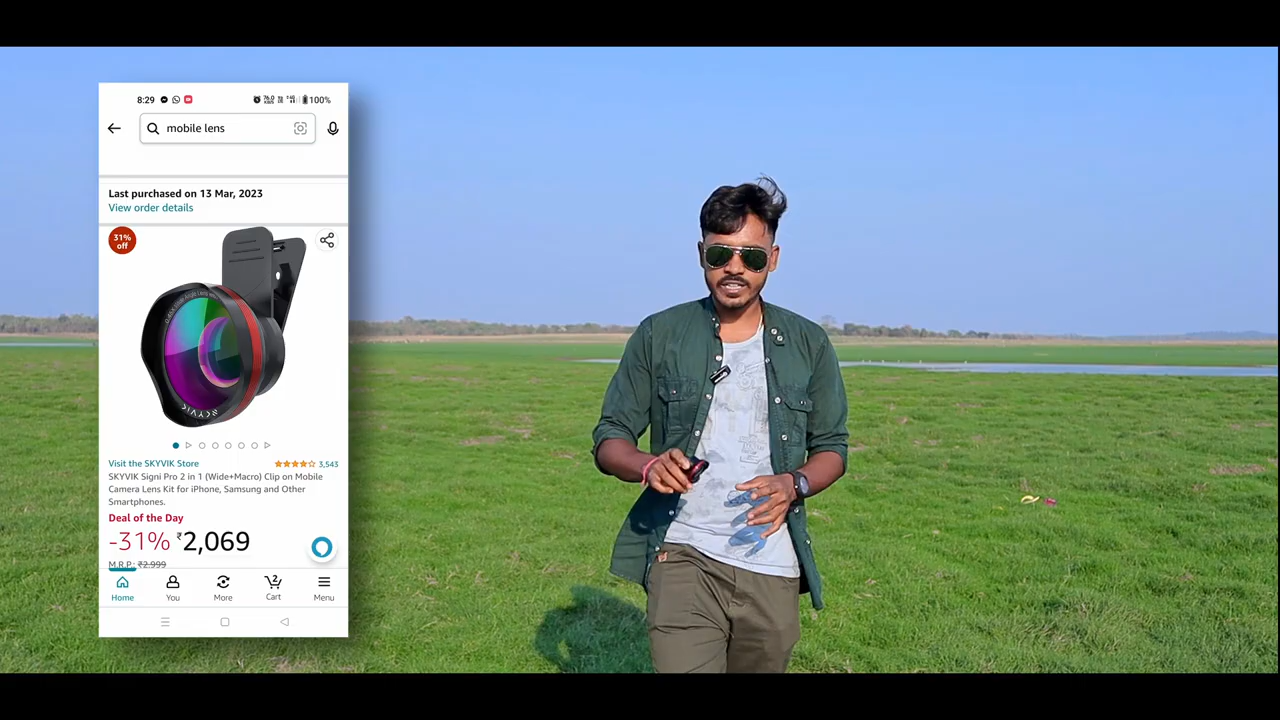 8:29
100%
mobile lens
Last purchased on 13 Mar, 2023
View order details
31%
off
SKYVIK
Visit the SKYVIK Store
3,543
SKYVIK Signi Pro 2 in 1 (Wide+Macro) Clip on Mobile
Camera Lens Kit for iPhone, Samsung and Other
Smartphones.
Deal of the Day
-31% ₹2,069
M.R.P.: ₹2,999
Home
You
More
2
Cart
Menu